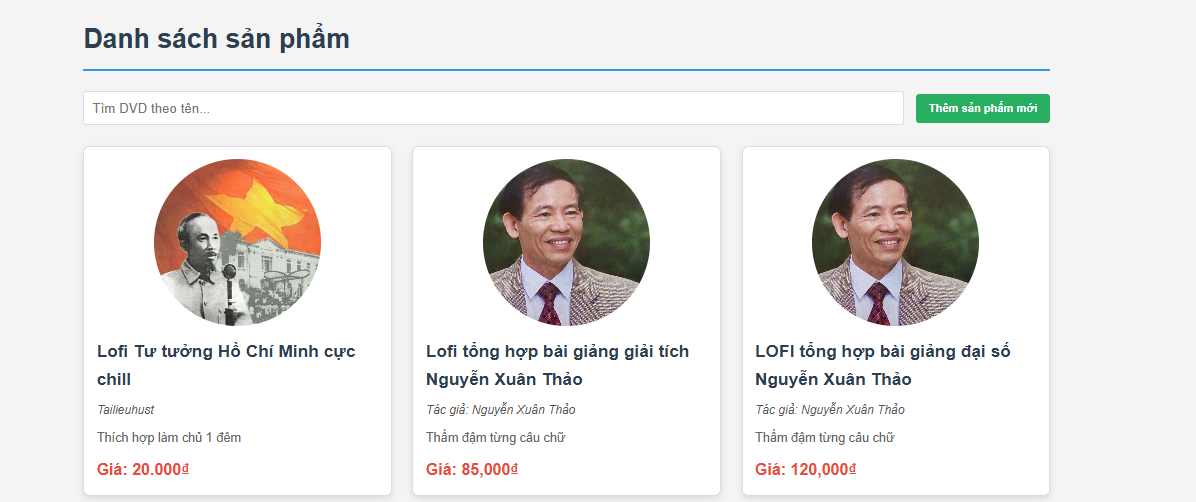 Danh sách sản phẩm
Tìm DVD theo tên...
Thêm sản phẩm mới
Lofi Tư tưởng Hồ Chí Minh cực
chill
Tailieuhust
Thích hợp làm chủ 1 đêm
Giá: 20.000₫
Lofi tổng hợp bài giảng giải tích
Nguyễn Xuân Thảo
Tác giả: Nguyễn Xuân Thảo
Thấm đậm từng câu chữ
Giá: 85,000₫
LOFI tổng hợp bài giảng đại số
Nguyễn Xuân Thảo
Tác giả: Nguyễn Xuân Thảo
Thấm đậm từng câu chữ
Giá: 120,000₫